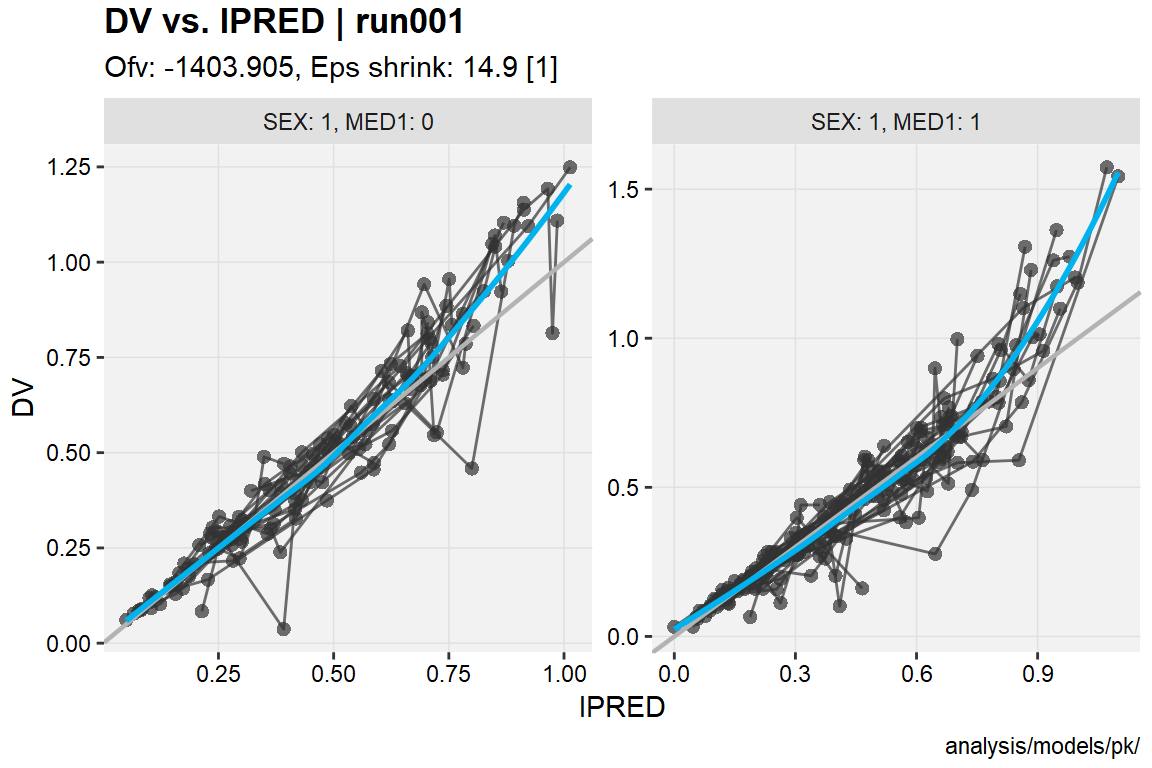 DV vs. IPRED | run001
Ofv: -1403.905, Eps shrink: 14.9 [1]
SEX: 1, MED1: 0
SEX: 1, MED1: 1
1.25
1.00
0.75
0.50
0.25
0.00
1.5
1.0
0.5
0.0
DV
0.25 0.50 0.75 1.00
0.0 0.3 0.6 0.9
IPRED
analysis/models/pk/